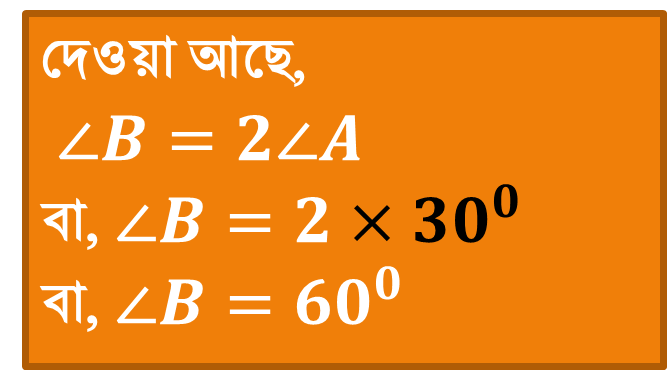 দেওয়া আছে,
∠B = 2∠A
বা, ∠B = 2 × 30⁰
বা, ∠B = 60⁰